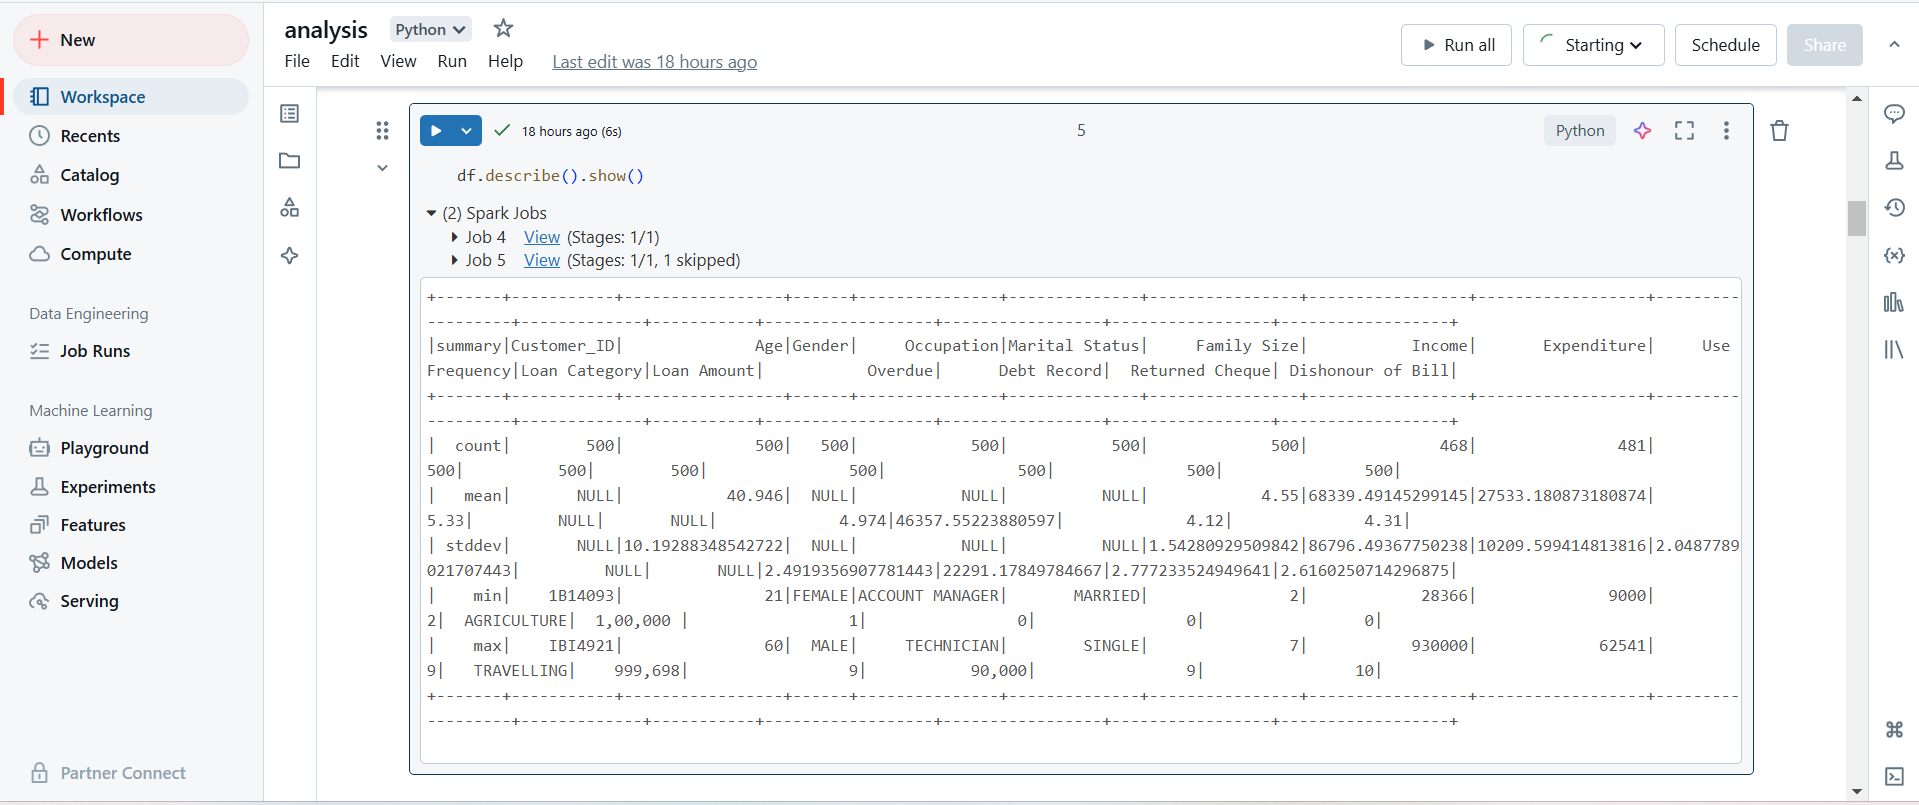 New
Workspace
Recents
Catalog
Workflows
Compute
Data Engineering
Job Runs
Machine Learning
Playground
Experiments
Features
Models
Serving
Partner Connect
analysis Python
File Edit View Run Help Last edit was 18 hours ago
Run all Starting Schedule Share
18 hours ago (6s) 5 Python
df.describe().show()
(2) Spark Jobs
Job 4 View (Stages: 1/1)
Job 5 View (Stages: 1/1, 1 skipped)
+-------+-----------+----------------+------+--------------+--------------+---------------+-----------------+-----------------+---------
---------+------------+-----------+-----------------+----------------+----------------+-----------------+
|summary|Customer_ID|             Age|Gender|    Occupation|Marital Status|    Family Size|           Income|      Expenditure|     Use
Frequency|Loan Category|Loan Amount|          Overdue|     Debt Record| Returned Cheque| Dishonour of Bill|
+-------+-----------+----------------+------+--------------+--------------+---------------+-----------------+-----------------+---------
---------+------------+-----------+-----------------+----------------+----------------+-----------------+
|  count|        500|             500|   500|           500|           500|            500|              468|              481|
500|          500|        500|              500|             500|             500|              500|
|   mean|       NULL|          40.946|  NULL|          NULL|          NULL|           4.55|68339.49145299145|27533.180873180874|
5.33|         NULL|       NULL|            4.974|46357.55223880597|            4.12|             4.31|
| stddev|       NULL|10.19288348542722|  NULL|          NULL|          NULL|1.54280929509842|86796.49367750238|10209.599414813816|2.0487789
021707443|         NULL|       NULL|2.4919356907781443|22291.17849784667|2.777233524949641|2.6160250714296875|
|    min|    1B14093|              21|FEMALE|ACCOUNT MANAGER|       MARRIED|              2|            28366|             9000|
2|  AGRICULTURE|  1,00,000 |                1|               0|               0|                0|
|    max|    IBI4921|              60|  MALE|    TECHNICIAN|        SINGLE|              7|           930000|            62541|
9|   TRAVELLING|    999,698|                9|          90,000|               9|               10|
+-------+-----------+----------------+------+--------------+--------------+---------------+-----------------+-----------------+---------
---------+------------+-----------+-----------------+----------------+----------------+-----------------+